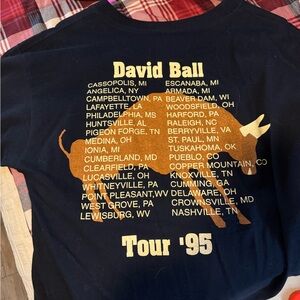 David Ball
CASSOPOLIS, MI
ANGELICA, NY
CAMPBELLTOWN, PA
LAFAYETTE, LA
PHILADELPHIA, MS
HUNTSVILLE, AL
PIGEON FORGE, TN
MEDINA, OH
IONIA, MI
CUMBERLAND, MD
CLEARFIELD, PA
LUCASVILLE, OH
WHITNEYVILLE, PA
POINT PLEASANT, WV
WEST GROVE, PA
LEWISBURG, WV
ESCANABA, MI
ARMADA, MI
BEAVER DAM, WI
WOODSFIELD, OH
HARFORD, PA
RALEIGH, NC
BERRYVILLE, VA
ST. PAUL, MN
TUSKAHOMA, OK
PUEBLO, CO
COPPER MOUNTAIN, CO
KNOXVILLE, TN
CUMMING, GA
DELAWARE, OH
CROWNSVILLE, MD
NASHVILLE, TN
Tour '95